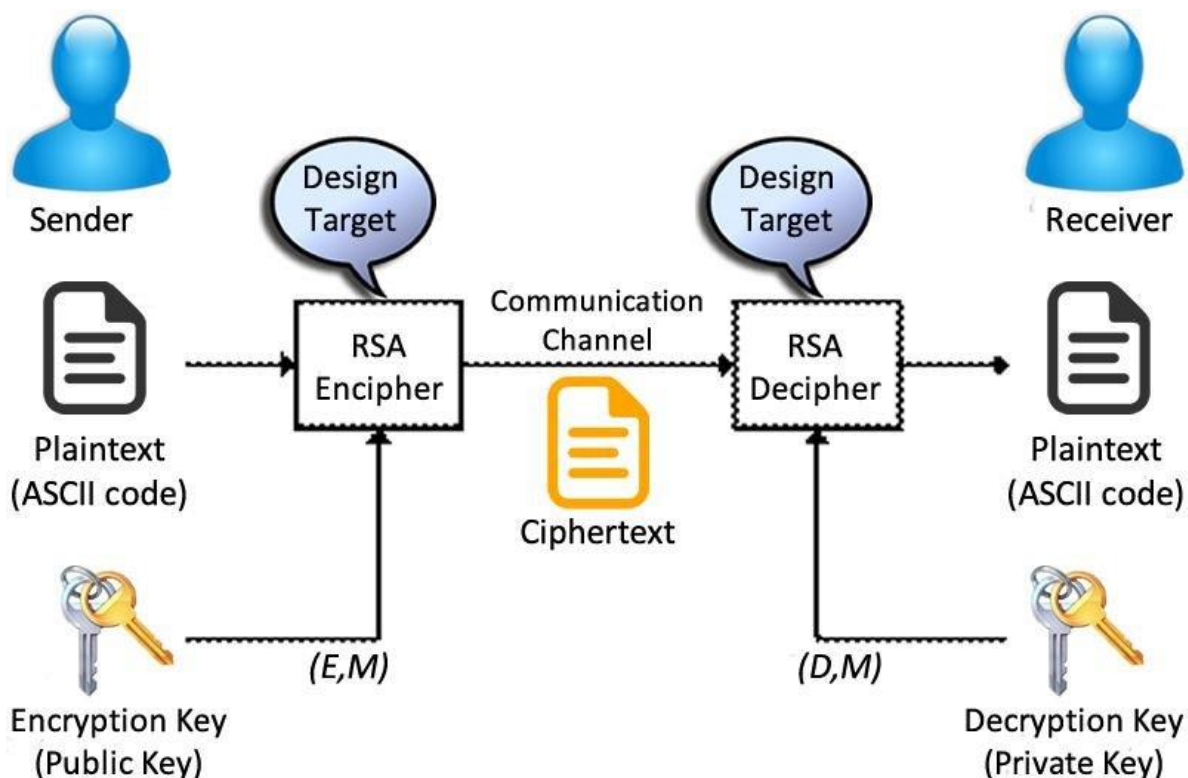 Sender
Design
Target
Design
Target
Receiver
Plaintext
(ASCII code)
RSA
Encipher
Communication
Channel
Ciphertext
RSA
Decipher
Plaintext
(ASCII code)
Encryption Key
(Public Key)
(E,M)
(D,M)
Decryption Key
(Private Key)